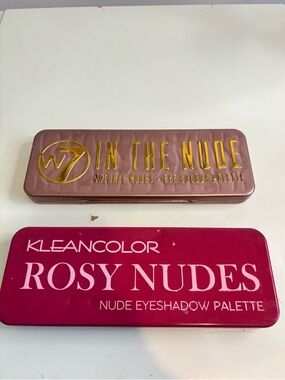 W7
IN THE NUDE
NATURAL NUDES - EYE COLOUR PALETTE
KLEANCOLOR
ROSY NUDES
NUDE EYESHADOW PALETTE